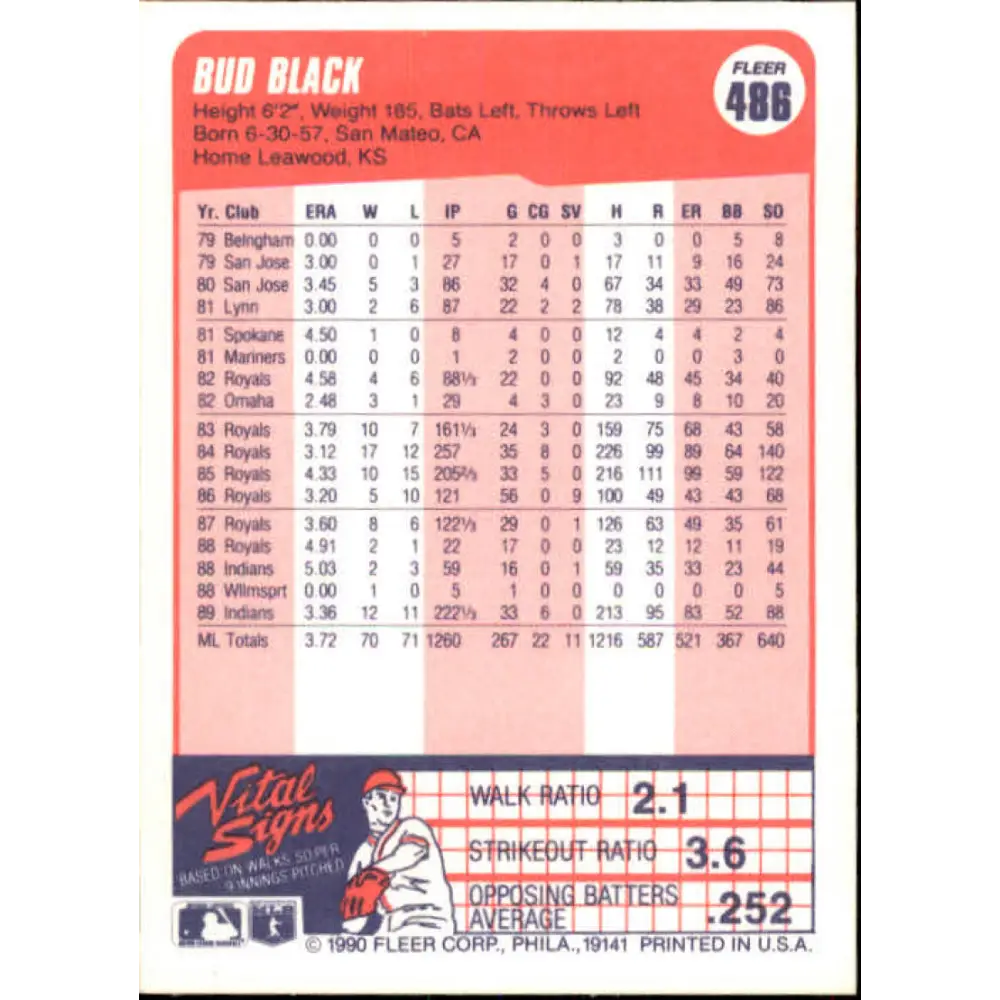 BUD BLACK
FLEER
486
Height 6'2", Weight 185, Bats Left, Throws Left
Born 6-30-57, San Mateo, CA
Home Leawood, KS
Yr. Club ERA W L IP G CG SV H R ER BB SO
79 Belngham 0.00 0 0 5 2 0 0 3 0 0 5 8
79 San Jose 3.00 0 1 27 17 0 1 17 11 9 16 24
80 San Jose 3.45 5 3 86 32 4 0 67 34 33 49 73
81 Lynn 3.00 2 6 87 22 2 2 78 38 29 23 86
81 Spokane 4.50 1 0 8 4 0 0 12 4 4 2 4
81 Mariners 0.00 0 0 1 2 0 0 2 0 0 3 0
82 Royals 4.58 4 6 88⅓ 22 0 0 92 48 45 34 40
82 Omaha 2.48 3 1 29 4 3 0 23 9 8 10 20
83 Royals 3.79 10 7 161⅓ 24 3 0 159 75 68 43 58
84 Royals 3.12 17 12 257 35 8 0 226 99 89 64 140
85 Royals 4.33 10 15 205⅔ 33 5 0 216 111 99 59 122
86 Royals 3.20 5 10 121 56 0 9 100 49 43 43 68
87 Royals 3.60 8 6 122⅓ 29 0 1 126 63 49 35 61
88 Royals 4.91 2 1 22 17 0 0 23 12 12 11 19
88 Indians 5.03 2 3 59 16 0 1 59 35 33 23 44
88 Wllmsprt 0.00 1 0 5 1 0 0 0 0 0 0 5
89 Indians 3.36 12 11 222⅓ 33 6 0 213 95 83 52 88
ML Totals 3.72 70 71 1260 267 22 11 1216 587 521 367 640
Vital
Signs
BASED ON WALKS, SO PER
9 INNINGS PITCHED
WALK RATIO 2.1
STRIKEOUT RATIO 3.6
OPPOSING BATTERS
AVERAGE .252
© 1990 FLEER CORP., PHILA., 19141 PRINTED IN U.S.A.